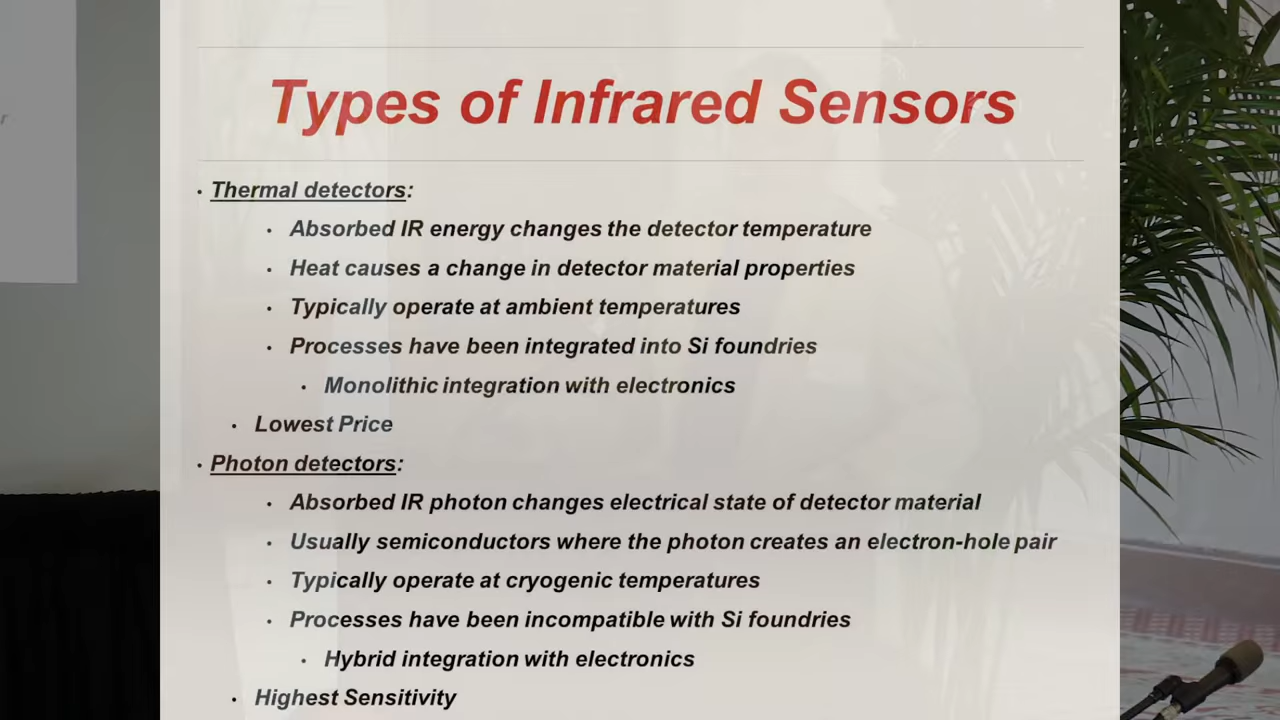 Types of Infrared Sensors
• Thermal detectors:
• Absorbed IR energy changes the detector temperature
• Heat causes a change in detector material properties
• Typically operate at ambient temperatures
• Processes have been integrated into Si foundries
• Monolithic integration with electronics
• Lowest Price
• Photon detectors:
• Absorbed IR photon changes electrical state of detector material
• Usually semiconductors where the photon creates an electron-hole pair
• Typically operate at cryogenic temperatures
• Processes have been incompatible with Si foundries
• Hybrid integration with electronics
• Highest Sensitivity